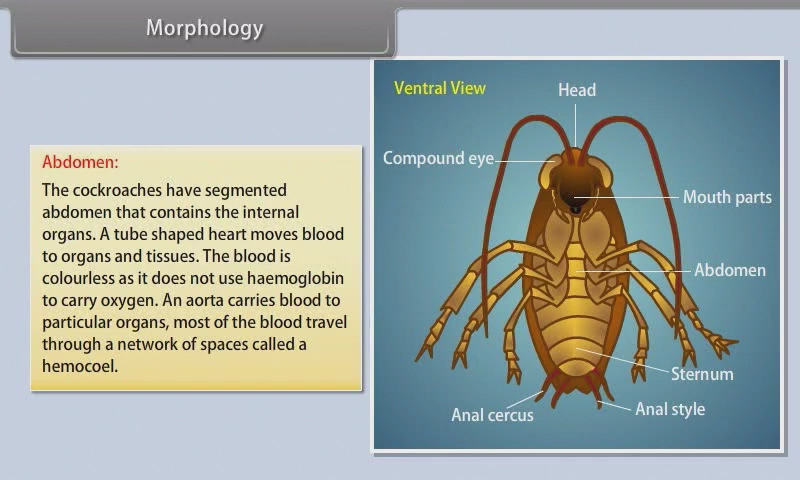 Morphology
Abdomen:
The cockroaches have segmented
abdomen that contains the internal
organs. A tube shaped heart moves blood
to organs and tissues. The blood is
colourless as it does not use haemoglobin
to carry oxygen. An aorta carries blood to
particular organs, most of the blood travel
through a network of spaces called a
hemocoel.
Ventral View
Head
Compound eye
Mouth parts
Abdomen
Sternum
Anal cercus
Anal style